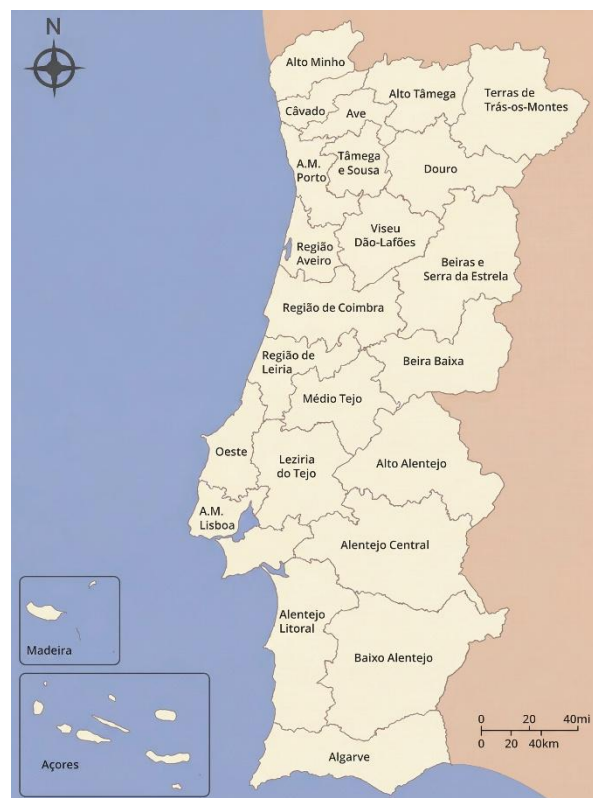 N
Alto Minho
Alto Tâmega
Terras de
Trás-os-Montes
Câvado
Ave
A.M.
Porto
Tâmega
e Sousa
Douro
Viseu
Dão-Lafões
Região
Aveiro
Beiras e
Serra da Estrela
Região de Coimbra
Região de
Leiria
Beira Baixa
Médio Tejo
Oeste
Leziria
do Tejo
Alto Alentejo
A.M.
Lisboa
Alentejo Central
Alentejo
Litoral
Baixo Alentejo
Madeira
Algarve
Açores
0 20 40mi
0 20 40km